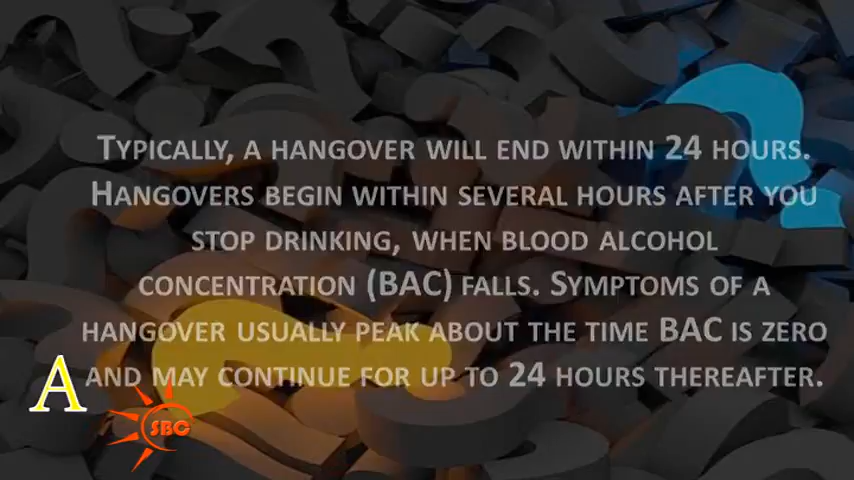 Typically, a hangover will end within 24 hours.
Hangovers begin within several hours after you
stop drinking, when blood alcohol
concentration (BAC) falls. Symptoms of a
hangover usually peak about the time BAC is zero
and may continue for up to 24 hours thereafter.
A
SBC